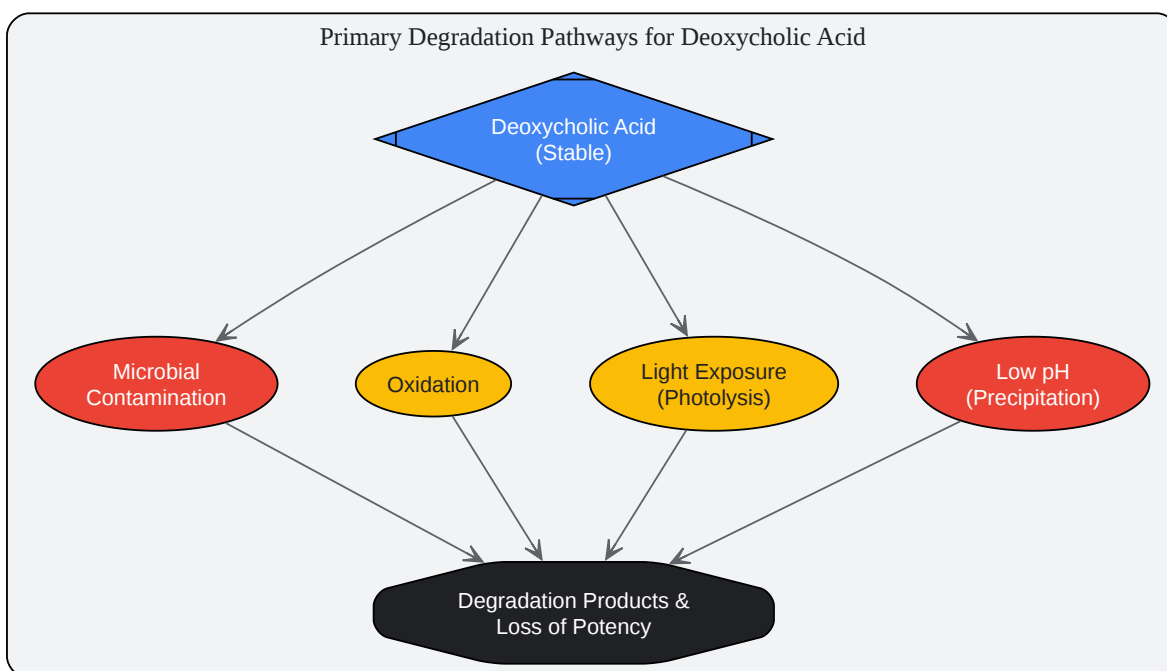 Primary Degradation Pathways for Deoxycholic Acid
Deoxycholic Acid
(Stable)
Microbial
Contamination
Oxidation
Light Exposure
(Photolysis)
Low pH
(Precipitation)
Degradation Products &
Loss of Potency